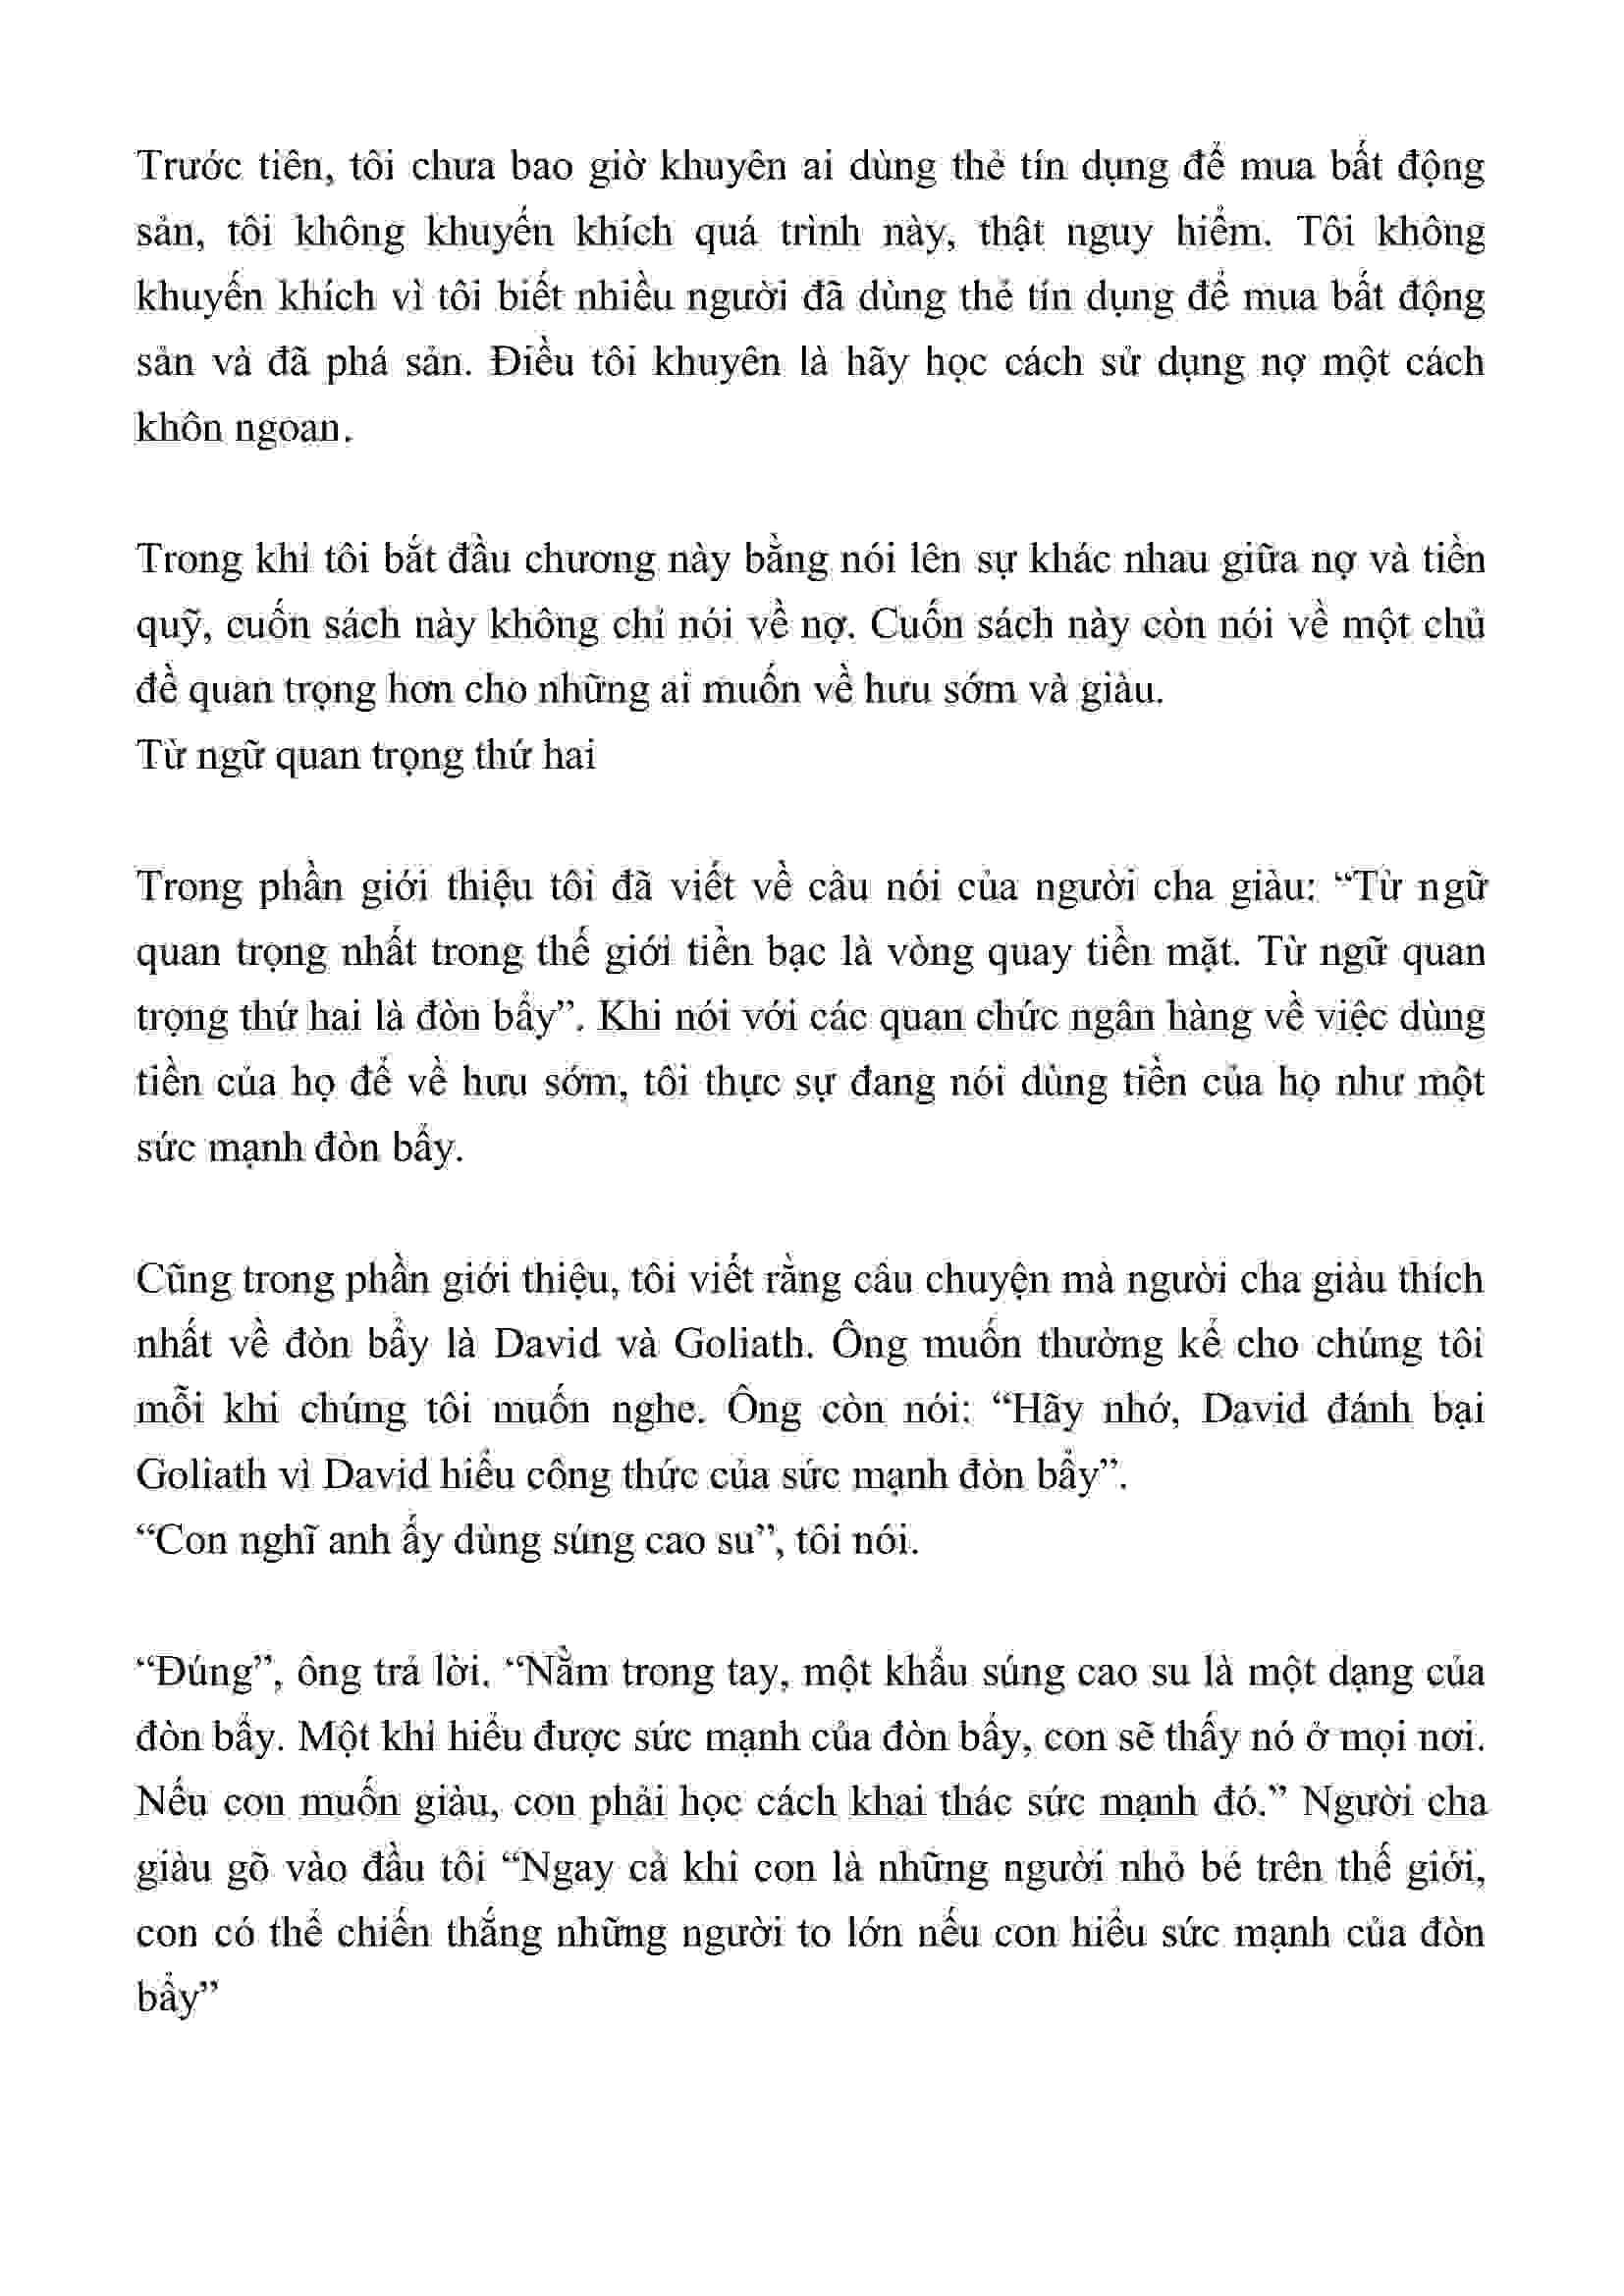 Trước tiên, tôi chưa bao giờ khuyên ai dùng thẻ tín dụng để mua bất động
sản, tôi không khuyến khích quá trình này, thật nguy hiểm. Tôi không
khuyến khích vì tôi biết nhiều người đã dùng thẻ tín dụng để mua bất động
sản và đã phá sản. Điều tôi khuyên là hãy học cách sử dụng nợ một cách
khôn ngoan.
Trong khi tôi bắt đầu chương này bằng nói lên sự khác nhau giữa nợ và tiền
quỹ, cuốn sách này không chỉ nói về nợ. Cuốn sách này còn nói về một chủ
đề quan trọng hơn cho những ai muốn về hưu sớm và giàu.
Từ ngữ quan trọng thứ hai
Trong phần giới thiệu tôi đã viết về câu nói của người cha giàu: “Từ ngữ
quan trọng nhất trong thế giới tiền bạc là vòng quay tiền mặt. Từ ngữ quan
trọng thứ hai là đòn bẩy”. Khi nói với các quan chức ngân hàng về việc dùng
tiền của họ để về hưu sớm, tôi thực sự đang nói dùng tiền của họ như một
sức mạnh đòn bẩy.
Cũng trong phần giới thiệu, tôi viết rằng câu chuyện mà người cha giàu thích
nhất về đòn bẩy là David và Goliath. Ông muốn thường kể cho chúng tôi
mỗi khi chúng tôi muốn nghe. Ông còn nói: “Hãy nhớ, David đánh bại
Goliath vì David hiểu công thức của sức mạnh đòn bẩy”.
“Con nghĩ anh ấy dùng súng cao su”, tôi nói.
“Đúng”, ông trả lời. “Nằm trong tay, một khẩu súng cao su là một dạng của
đòn bẩy. Một khi hiểu được sức mạnh của đòn bẩy, con sẽ thấy nó ở mọi nơi.
Nếu con muốn giàu, con phải học cách khai thác sức mạnh đó.” Người cha
giàu gõ vào đầu tôi “Ngay cả khi con là những người nhỏ bé trên thế giới,
con có thể chiến thắng những người to lớn nếu con hiểu sức mạnh của đòn
bẩy”